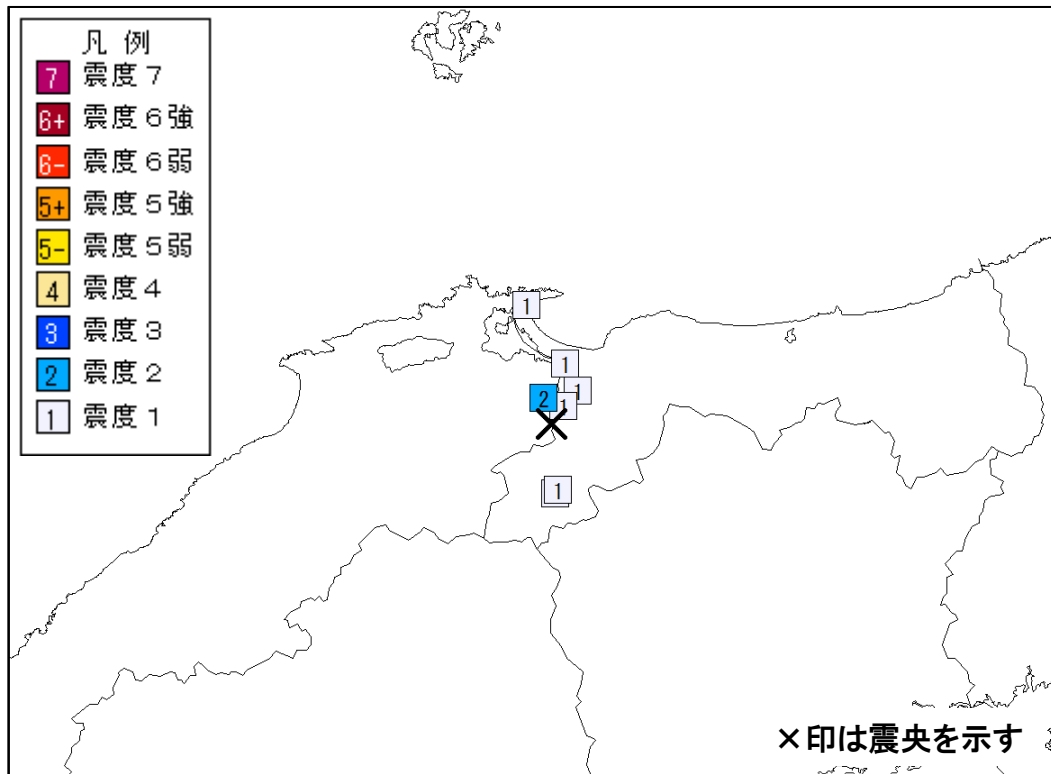 凡 例
7 震度７
6+ 震度６強
6- 震度６弱
5+ 震度５強
5- 震度５弱
4 震度４
3 震度３
2 震度２
1 震度１
1
1
1
2
1
1
×印は震央を示す